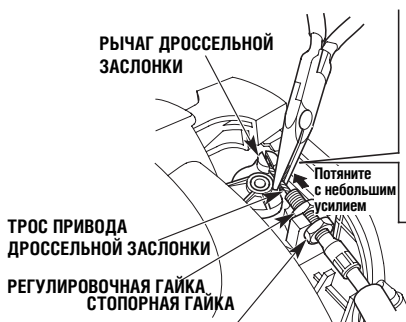 РЫЧАГ ДРОССЕЛЬНОЙ
ЗАСЛОНКИ
Потяните
с небольшим
усилием
ТРОС ПРИВОДА
ДРОССЕЛЬНОЙ ЗАСЛОНКИ
РЕГУЛИРОВОЧНАЯ ГАЙКА
СТОПОРНАЯ ГАЙКА